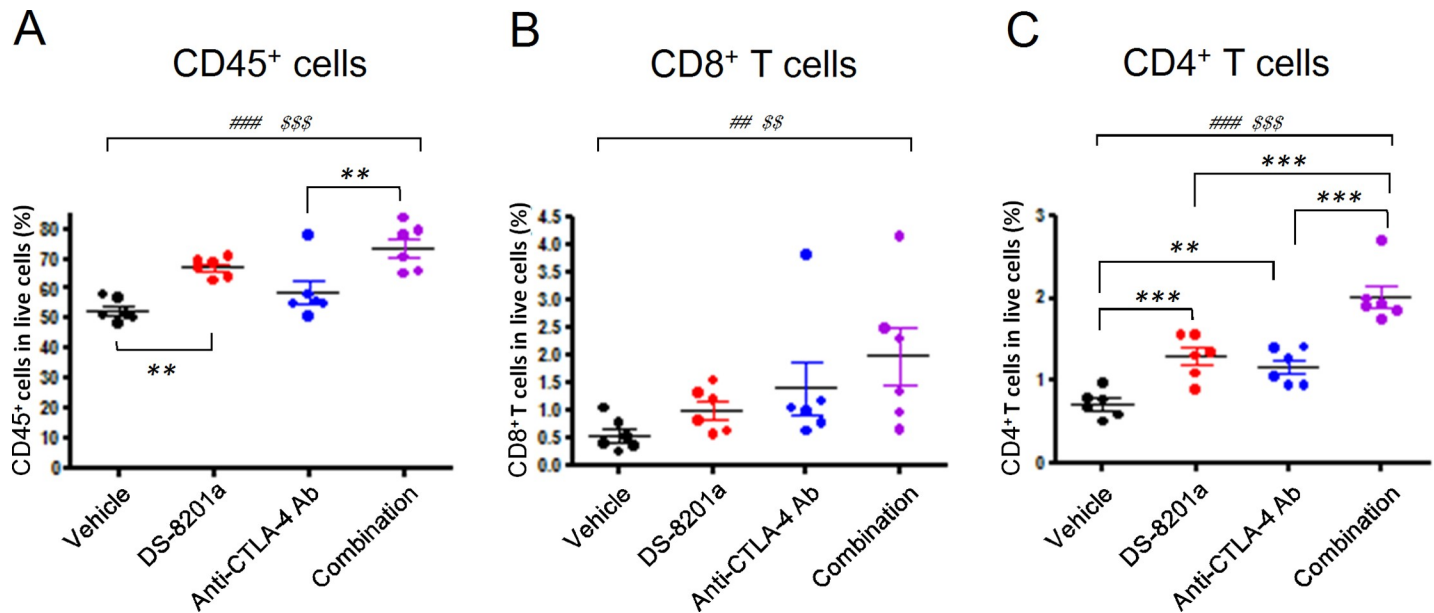 A
CD45⁺ cells
### $$$
**
**
CD45⁺ cells in live cells (%)
80
70
60
50
40
30
20
10
0
Vehicle
DS-8201a
Anti-CTLA-4 Ab
Combination
B
CD8⁺ T cells
## $$
CD8⁺ T cells in live cells (%)
4.5
4.0
3.5
3.0
2.5
2.0
1.5
1.0
0.5
0.0
Vehicle
DS-8201a
Anti-CTLA-4 Ab
Combination
C
CD4⁺ T cells
### $$$
***
***
**
***
CD4⁺ T cells in live cells (%)
3
2
1
0
Vehicle
DS-8201a
Anti-CTLA-4 Ab
Combination